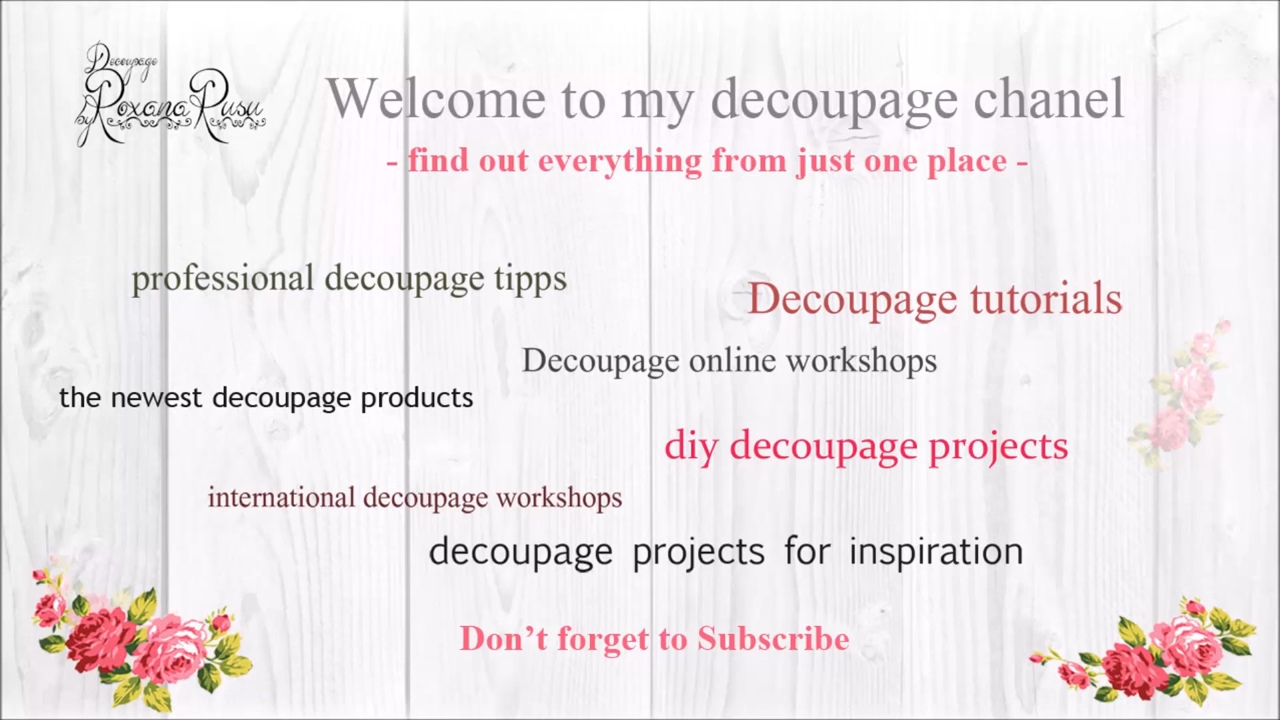 Decoupage
by Roxana Rusu
Welcome to my decoupage chanel
- find out everything from just one place -
professional decoupage tipps
Decoupage tutorials
Decoupage online workshops
the newest decoupage products
diy decoupage projects
international decoupage workshops
decoupage projects for inspiration
Don’t forget to Subscribe